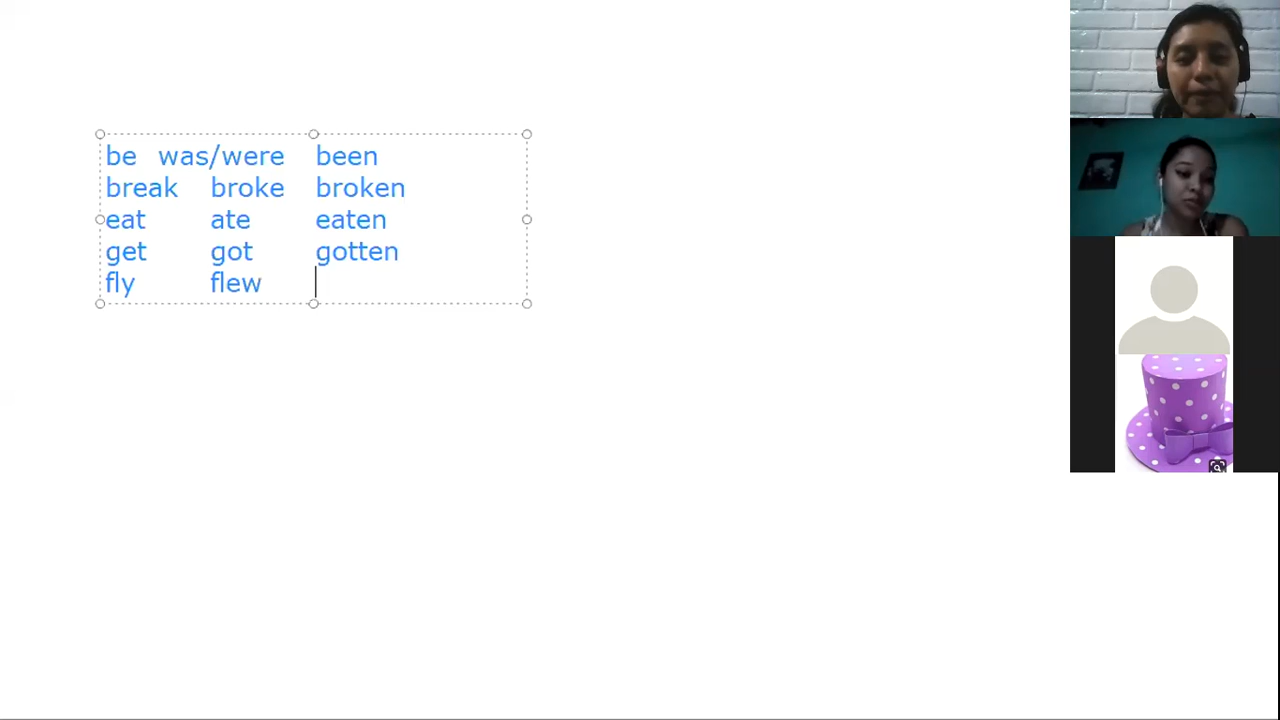 be was/were been
break broke broken
eat ate eaten
get got gotten
fly flew